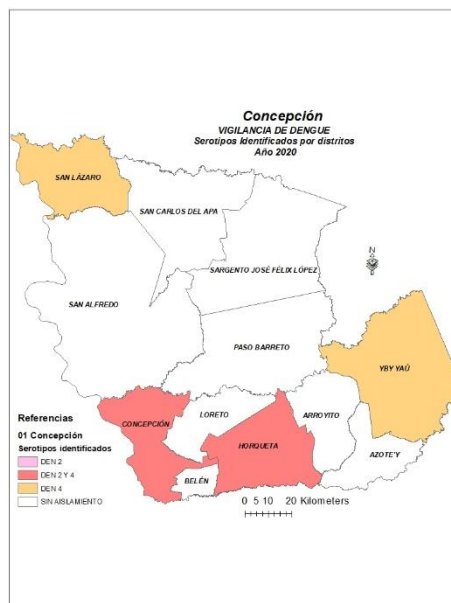 Concepción
VIGILANCIA DE DENGUE
Serotipos Identificados por distritos
Año 2020
SAN LÁZARO
SAN CARLOS DEL APA
N
SARGENTO JOSÉ FÉLIX LÓPEZ
SAN ALFREDO
PASO BARRETO
YBY YAÚ
LORETO
ARROYITO
CONCEPCIÓN
HORQUETA
AZOTE'Y
BELÉN
Referencias
01 Concepción
Serotipos identificados
DEN 2
DEN 2 Y 4
DEN 4
SIN AISLAMIENTO
0 5 10 20 Kilometers